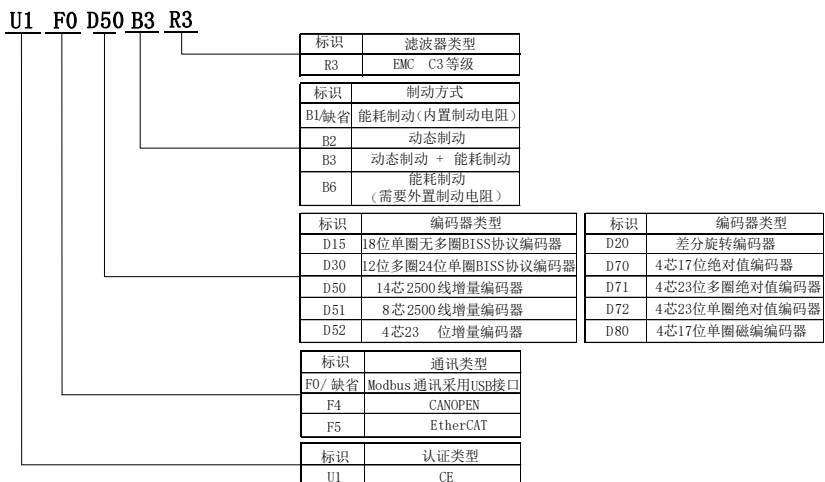 U1 F0 D50 B3 R3
标识 滤波器类型
R3 EMC C3等级
标识 制动方式
B1/缺省 能耗制动(内置制动电阻)
B2 动态制动
B3 动态制动 + 能耗制动
B6 能耗制动
(需要外置制动电阻)
标识 编码器类型
D15 18位单圈无多圈BISS协议编码器
D30 12位多圈24位单圈BISS协议编码器
D50 14芯2500线增量编码器
D51 8芯2500线增量编码器
D52 4芯23 位增量编码器
标识 编码器类型
D20 差分旋转编码器
D70 4芯17位绝对值编码器
D71 4芯23位多圈绝对值编码器
D72 4芯23位单圈绝对值编码器
D80 4芯17位单圈磁编编码器
标识 通讯类型
F0/缺省 Modbus通讯采用USB接口
F4 CANOPEN
F5 EtherCAT
标识 认证类型
U1 CE